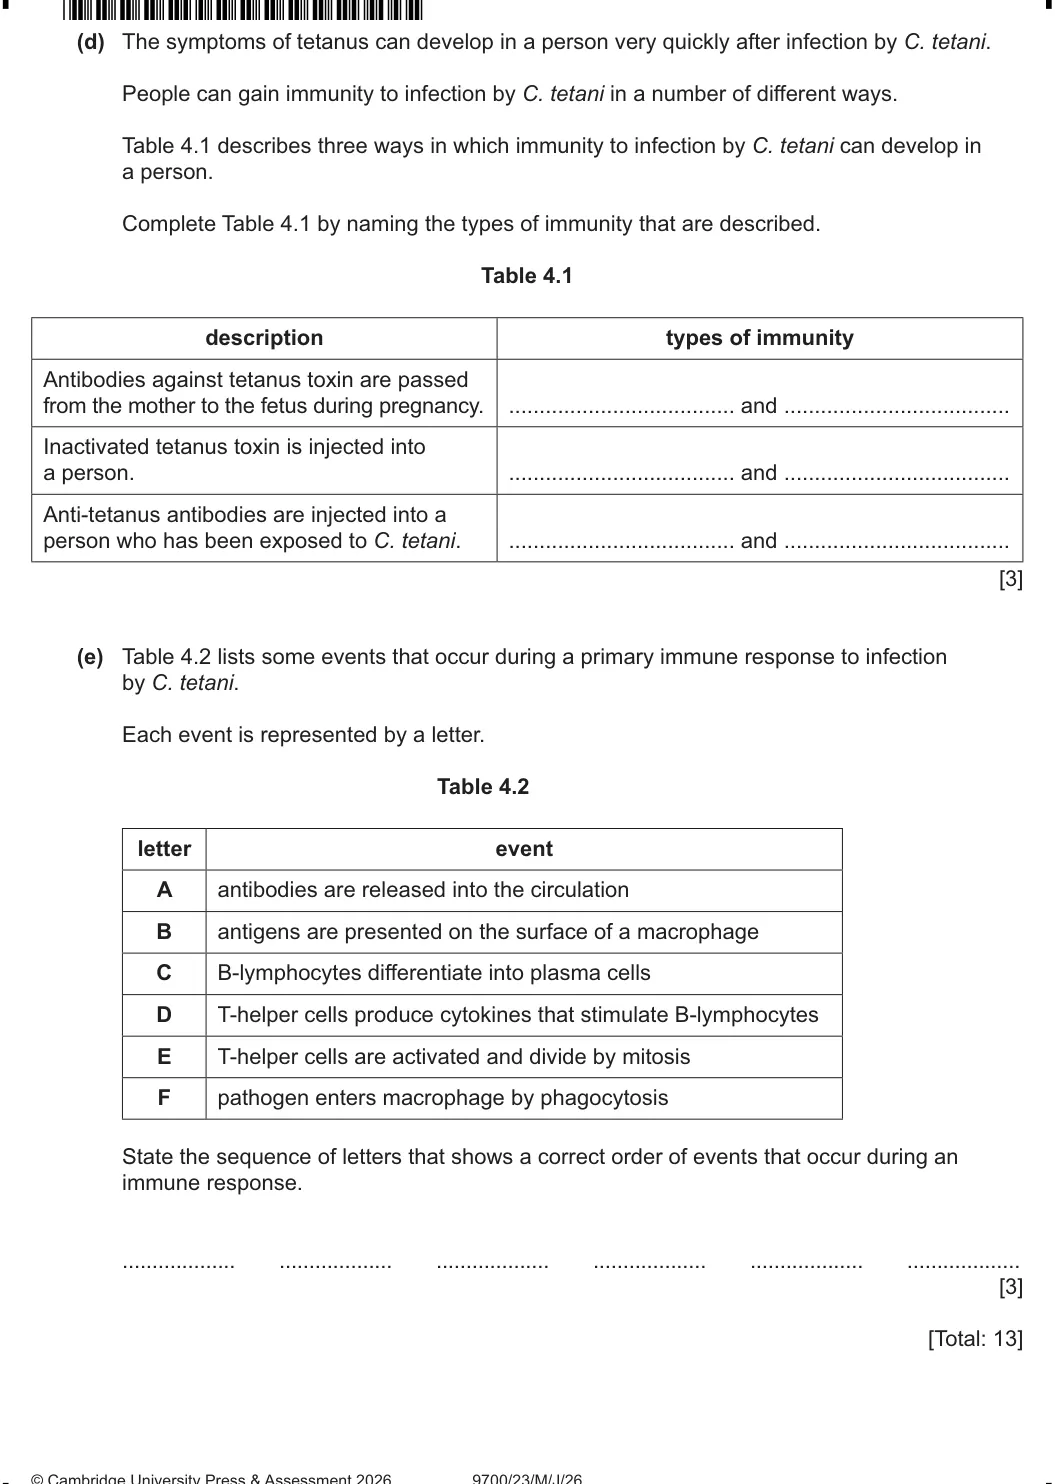 (d) The symptoms of tetanus can develop in a person very quickly after infection by C. tetani.
People can gain immunity to infection by C. tetani in a number of different ways.
Table 4.1 describes three ways in which immunity to infection by C. tetani can develop in
a person.
Complete Table 4.1 by naming the types of immunity that are described.
Table 4.1
description types of immunity
Antibodies against tetanus toxin are passed
from the mother to the fetus during pregnancy. ..................................... and .....................................
Inactivated tetanus toxin is injected into
a person. ..................................... and .....................................
Anti-tetanus antibodies are injected into a
person who has been exposed to C. tetani. ..................................... and .....................................
[3]
(e) Table 4.2 lists some events that occur during a primary immune response to infection
by C. tetani.
Each event is represented by a letter.
Table 4.2
letter event
A antibodies are released into the circulation
B antigens are presented on the surface of a macrophage
C B-lymphocytes differentiate into plasma cells
D T-helper cells produce cytokines that stimulate B-lymphocytes
E T-helper cells are activated and divide by mitosis
F pathogen enters macrophage by phagocytosis
State the sequence of letters that shows a correct order of events that occur during an
immune response.
................... ................... ................... ................... ................... ...................
[3]
[Total: 13]
© Cambridge University Press & Assessment 2026 9700/23/M/J/26